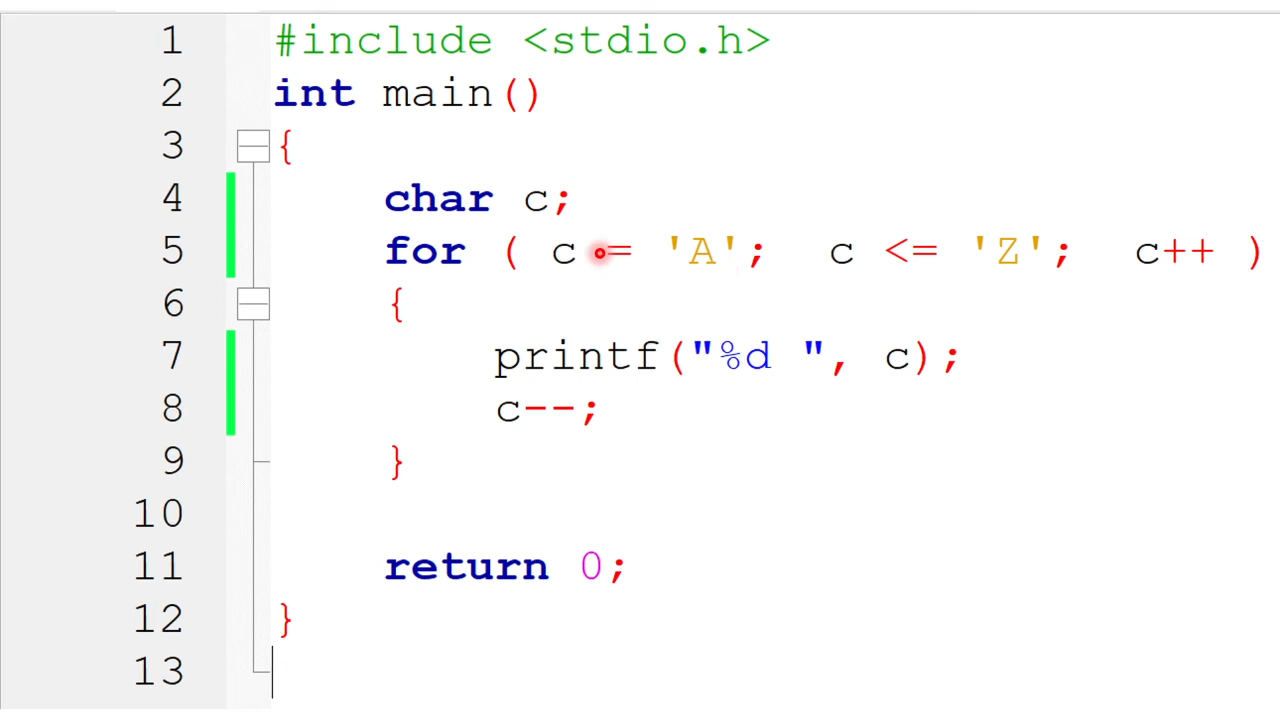 1 #include <stdio.h>
2 int main()
3 {
4 char c;
5 for ( c = 'A'; c <= 'Z'; c++ )
6 {
7 printf("%d ", c);
8 c--;
9 }
10
11 return 0;
12 }
13